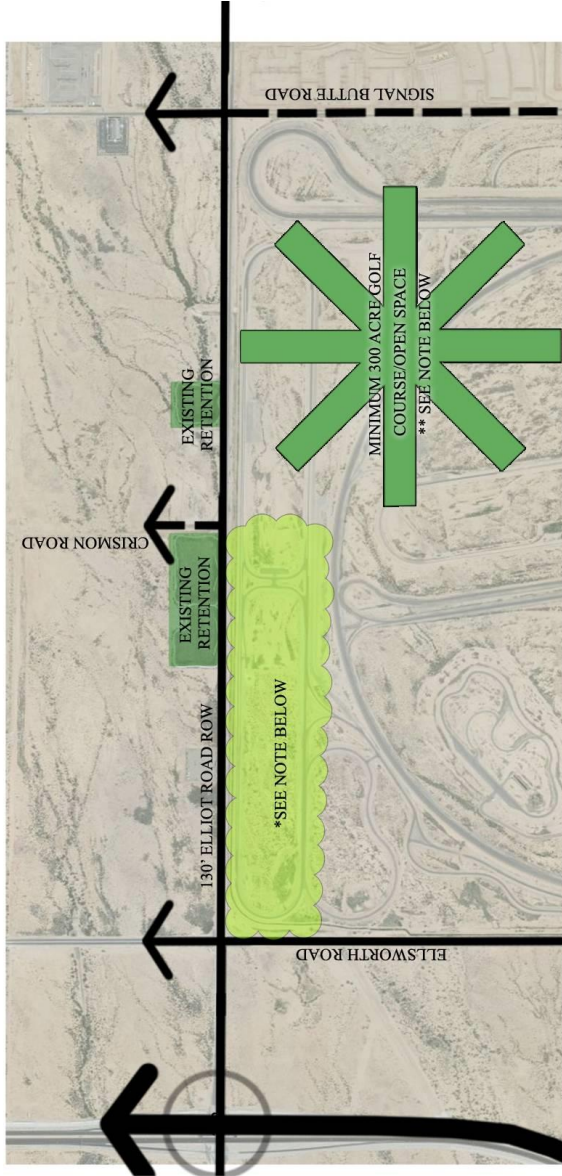 SIGNAL BUTTE ROAD
MINIMUM 300 ACRE GOLF
COURSE/OPEN SPACE
** SEE NOTE BELOW
EXISTING
RETENTION
CRISMON ROAD
EXISTING
RETENTION
130' ELLIOT ROAD ROW
*SEE NOTE BELOW
ELLSWORTH ROAD